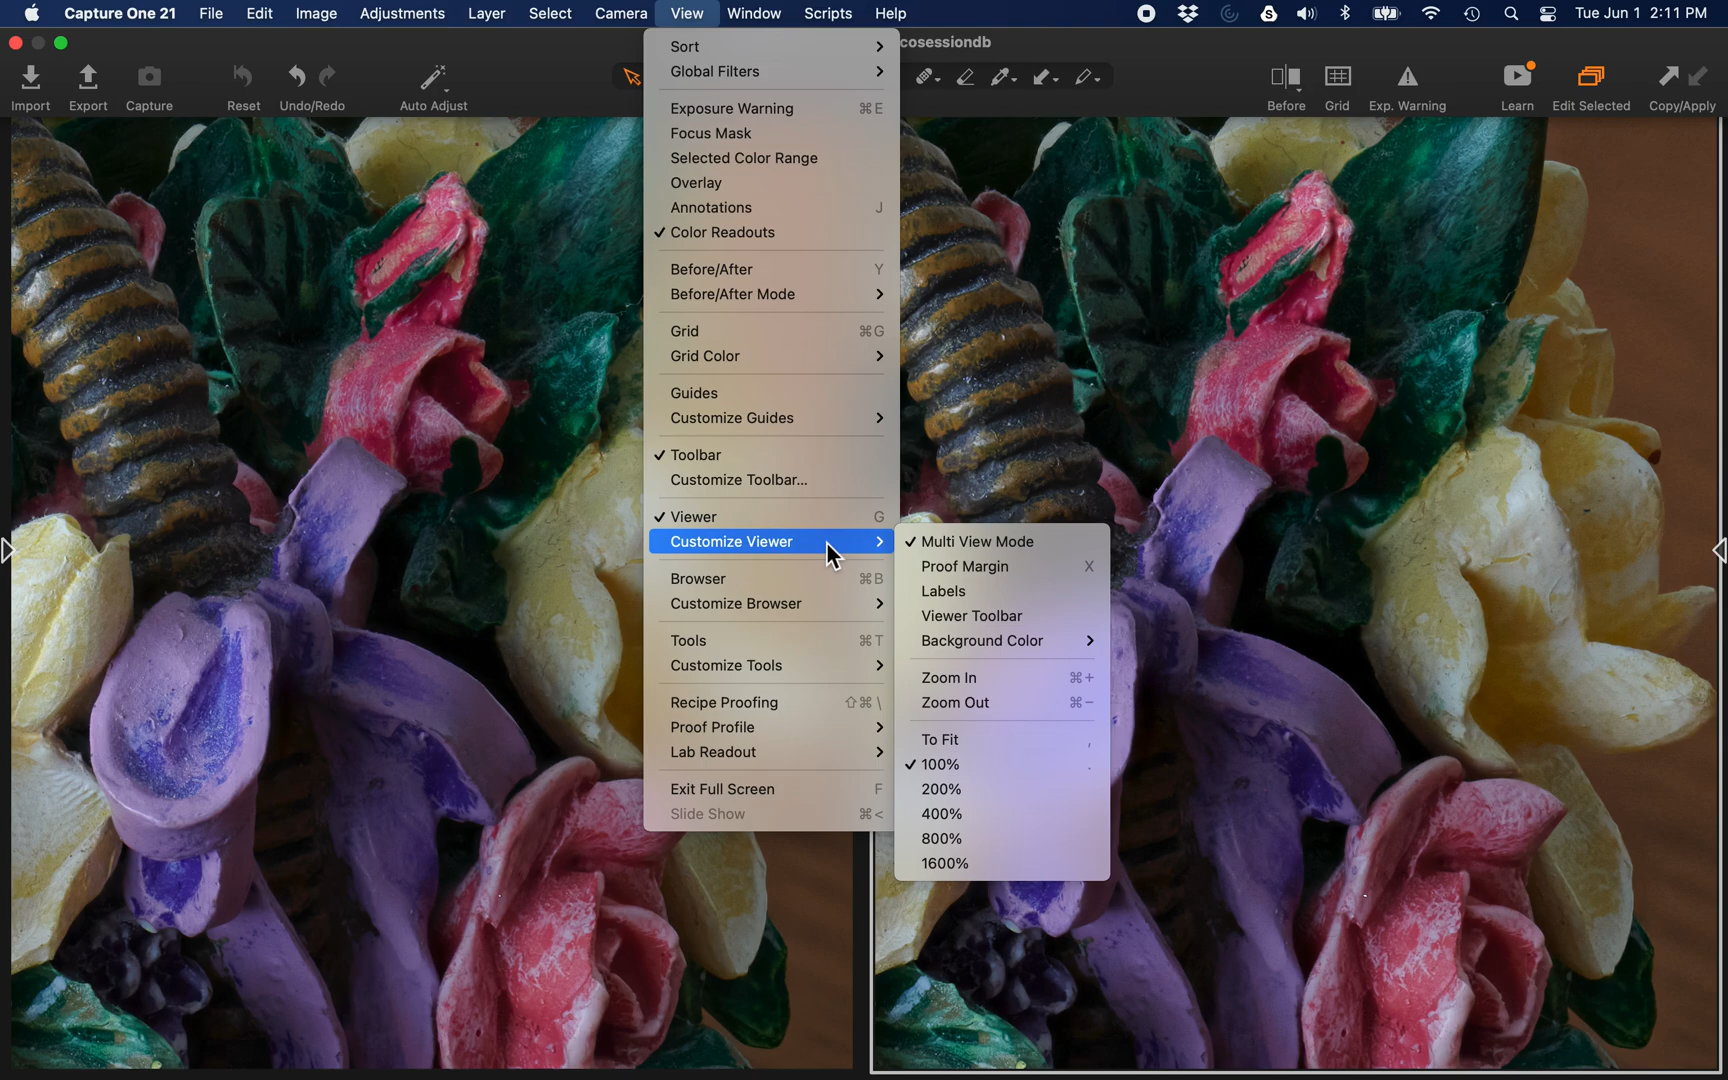 Capture One 21 File Edit Image Adjustments Layer Select Camera View Window Scripts Help Tue Jun 1 2:11 PM
cosessiondb
Import Export Capture Reset Undo/Redo Auto Adjust Before Grid Exp. Warning Learn Edit Selected Copy/Apply
Sort
Global Filters
Exposure Warning ⌘E
Focus Mask
Selected Color Range
Overlay
Annotations J
Color Readouts
Before/After Y
Before/After Mode
Grid ⌘G
Grid Color
Guides
Customize Guides
Toolbar
Customize Toolbar...
Viewer G
Customize Viewer
Browser ⌘B
Customize Browser
Tools ⌘T
Customize Tools
Recipe Proofing ⇧⌘\
Proof Profile
Lab Readout
Exit Full Screen F
Slide Show ⌘<
Multi View Mode
Proof Margin X
Labels
Viewer Toolbar
Background Color
Zoom In ⌘+
Zoom Out ⌘−
To Fit ,
100% .
200%
400%
800%
1600%